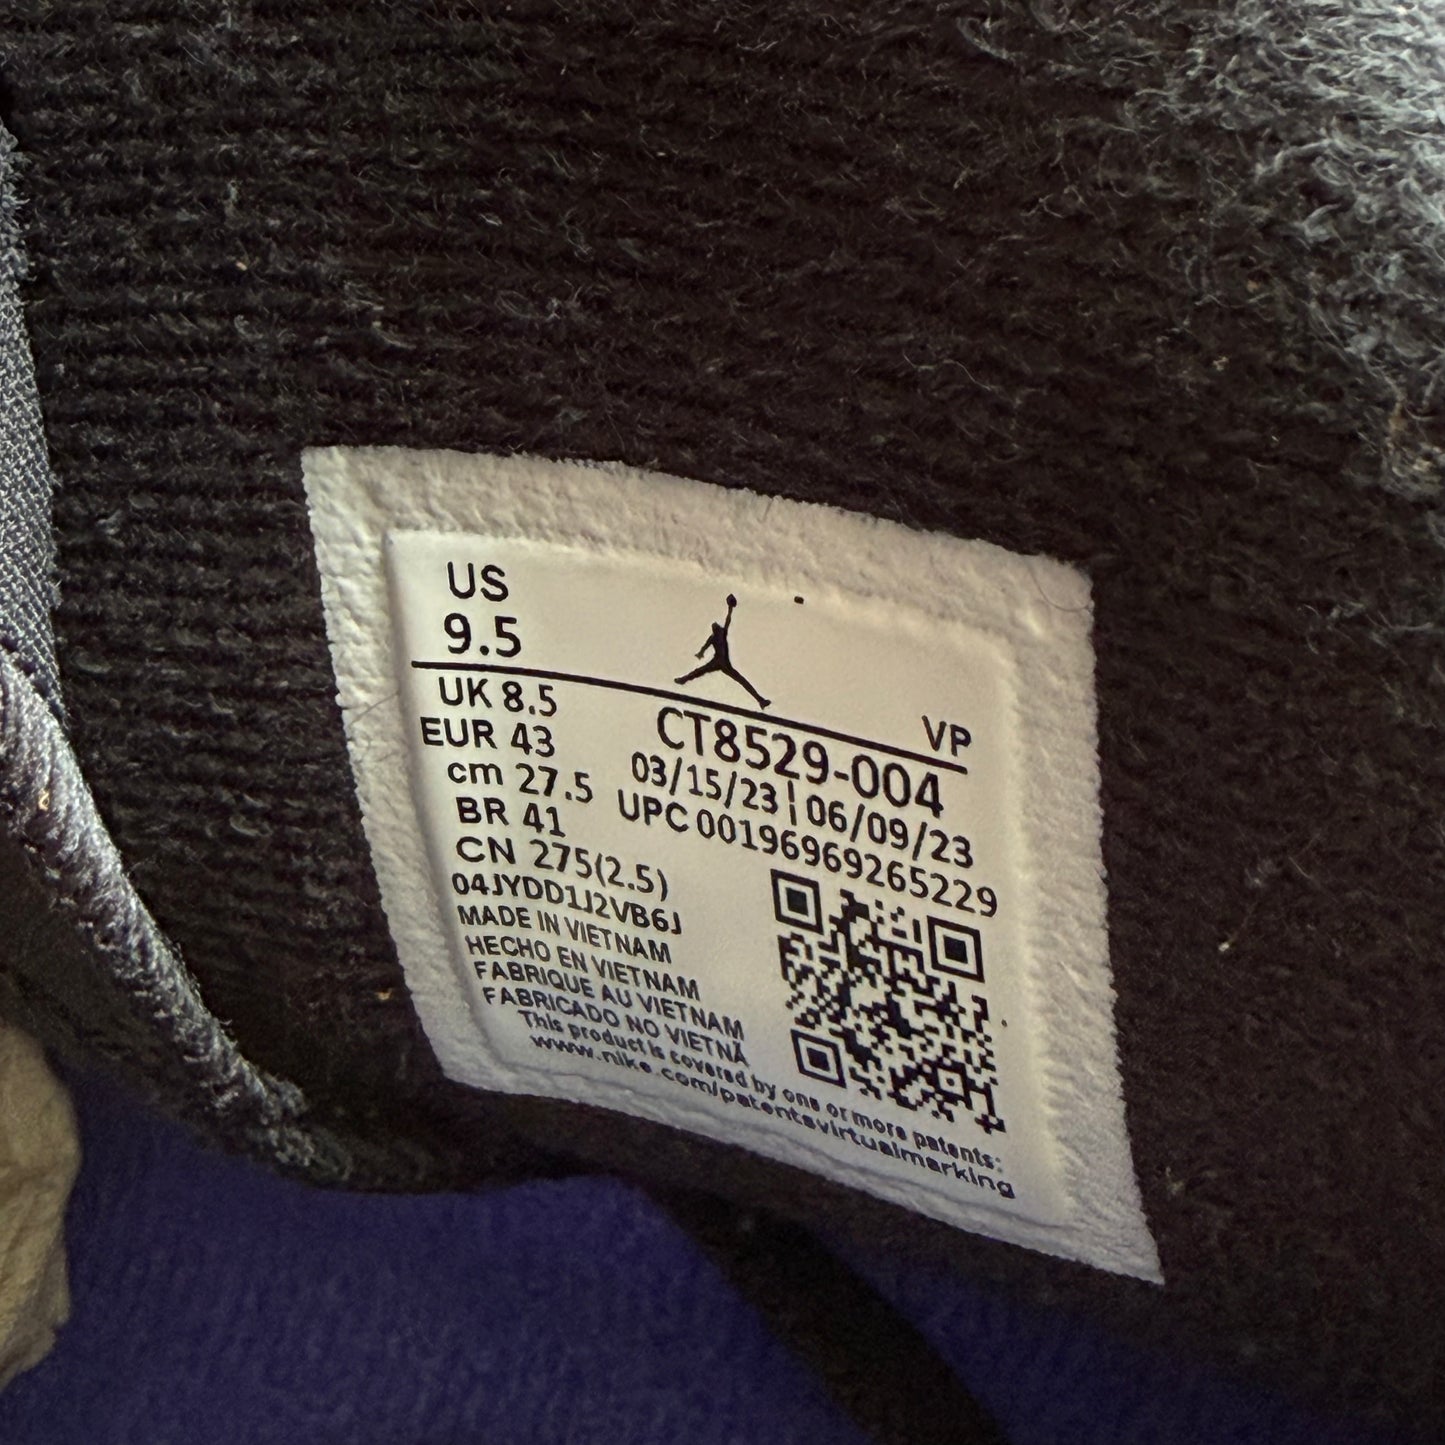 US
9.5
VP
UK 8.5
EUR 43
cm 27.5
BR 41
CN 275(2.5)
CT8529-004
03/15/23 | 06/09/23
UPC 00196969265229
04JYDD1J2VB6J
MADE IN VIETNAM
HECHO EN VIETNAM
FABRIQUE AU VIETNAM
FABRICADO NO VIETNÃ
This product is covered by one or more patents:
www.nike.com/patentsvirtualmarking